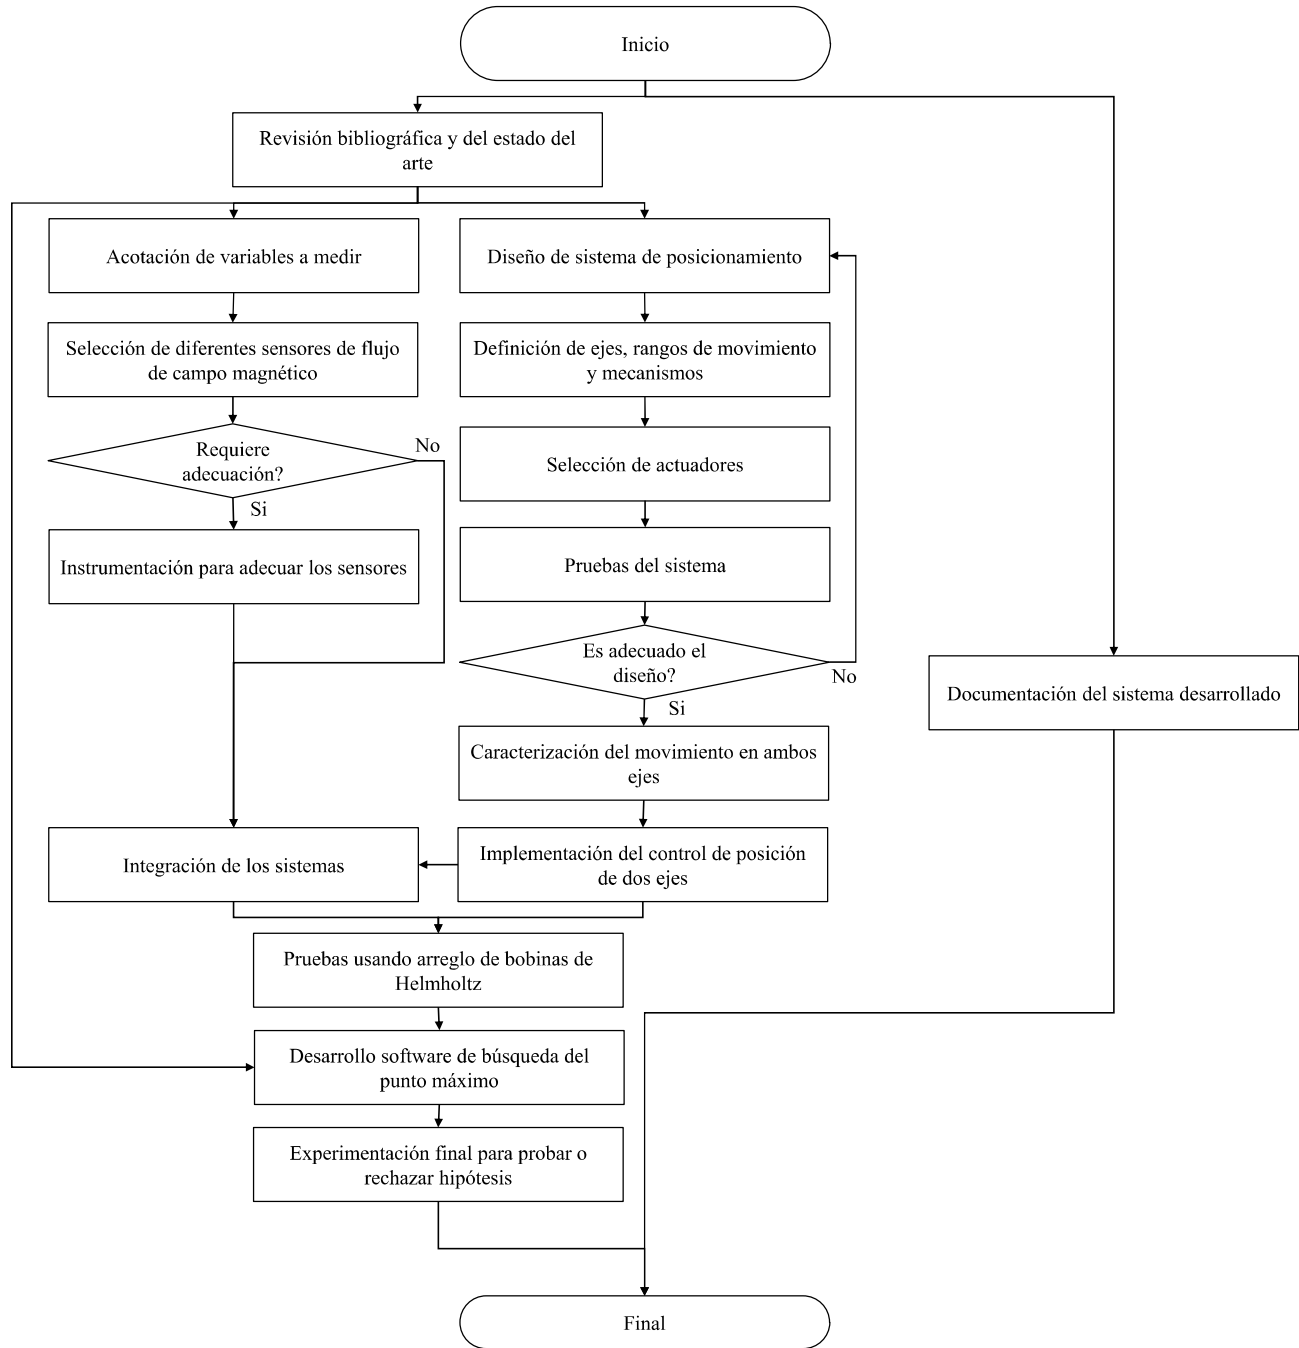 Inicio
Revisión bibliográfica y del estado del
arte
Acotación de variables a medir
Diseño de sistema de posicionamiento
Selección de diferentes sensores de flujo
de campo magnético
Definición de ejes, rangos de movimiento
y mecanismos
Requiere
adecuación?
No
Si
Selección de actuadores
Instrumentación para adecuar los sensores
Pruebas del sistema
Es adecuado el
diseño?
No
Si
Documentación del sistema desarrollado
Caracterización del movimiento en ambos
ejes
Integración de los sistemas
Implementación del control de posición
de dos ejes
Pruebas usando arreglo de bobinas de
Helmholtz
Desarrollo software de búsqueda del
punto máximo
Experimentación final para probar o
rechazar hipótesis
Final